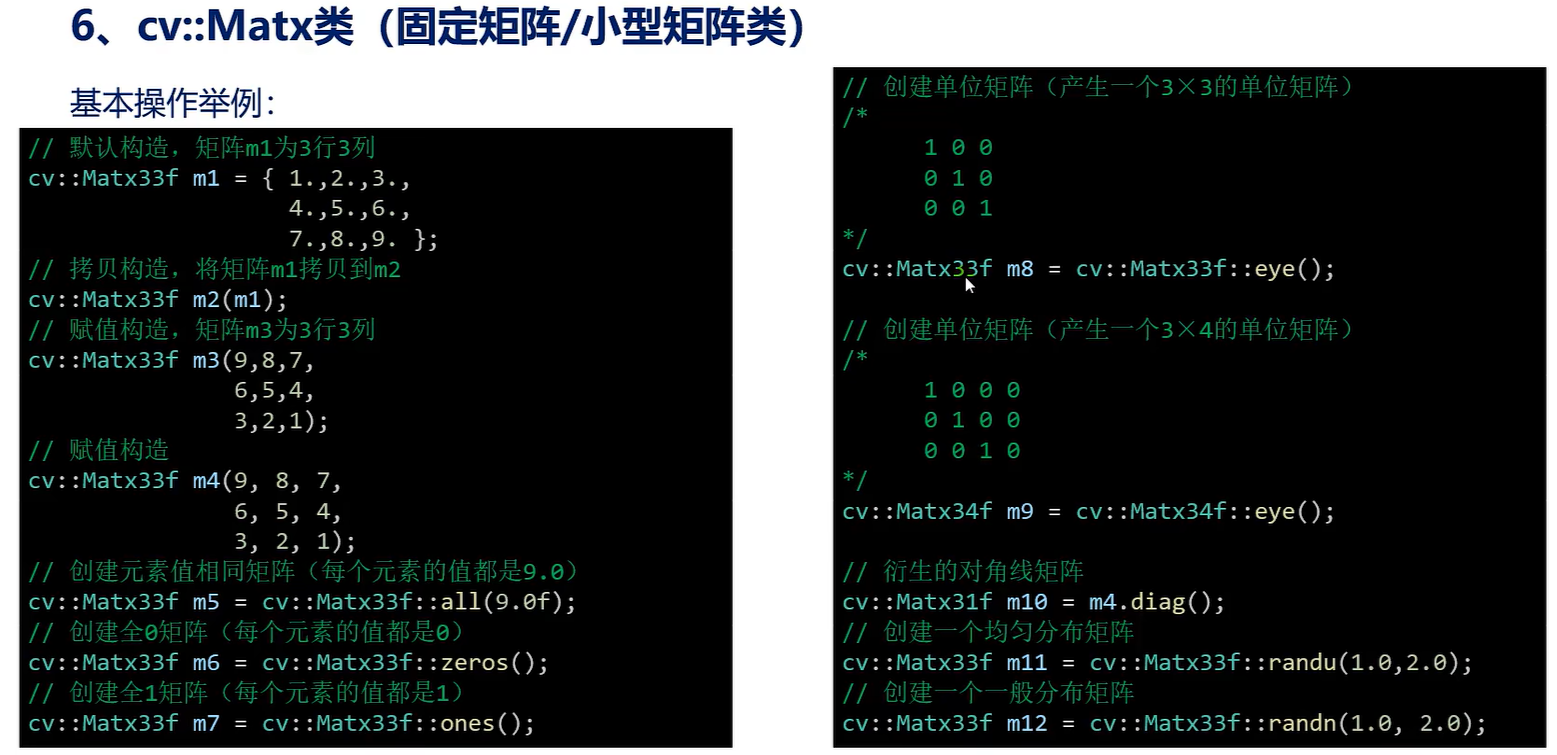 6、cv::Matx类（固定矩阵/小型矩阵类）
基本操作举例：
// 默认构造，矩阵m1为3行3列
cv::Matx33f m1 = { 1.,2.,3.,
4.,5.,6.,
7.,8.,9. };
// 拷贝构造，将矩阵m1拷贝到m2
cv::Matx33f m2(m1);
// 赋值构造，矩阵m3为3行3列
cv::Matx33f m3(9,8,7,
6,5,4,
3,2,1);
// 赋值构造
cv::Matx33f m4(9, 8, 7,
6, 5, 4,
3, 2, 1);
// 创建元素值相同矩阵（每个元素的值都是9.0）
cv::Matx33f m5 = cv::Matx33f::all(9.0f);
// 创建全0矩阵（每个元素的值都是0）
cv::Matx33f m6 = cv::Matx33f::zeros();
// 创建全1矩阵（每个元素的值都是1）
cv::Matx33f m7 = cv::Matx33f::ones();
// 创建单位矩阵（产生一个3×3的单位矩阵）
/*
1 0 0
0 1 0
0 0 1
*/
cv::Matx33f m8 = cv::Matx33f::eye();
// 创建单位矩阵（产生一个3×4的单位矩阵）
/*
1 0 0 0
0 1 0 0
0 0 1 0
*/
cv::Matx34f m9 = cv::Matx34f::eye();
// 衍生的对角线矩阵
cv::Matx31f m10 = m4.diag();
// 创建一个均匀分布矩阵
cv::Matx33f m11 = cv::Matx33f::randu(1.0,2.0);
// 创建一个一般分布矩阵
cv::Matx33f m12 = cv::Matx33f::randn(1.0, 2.0);